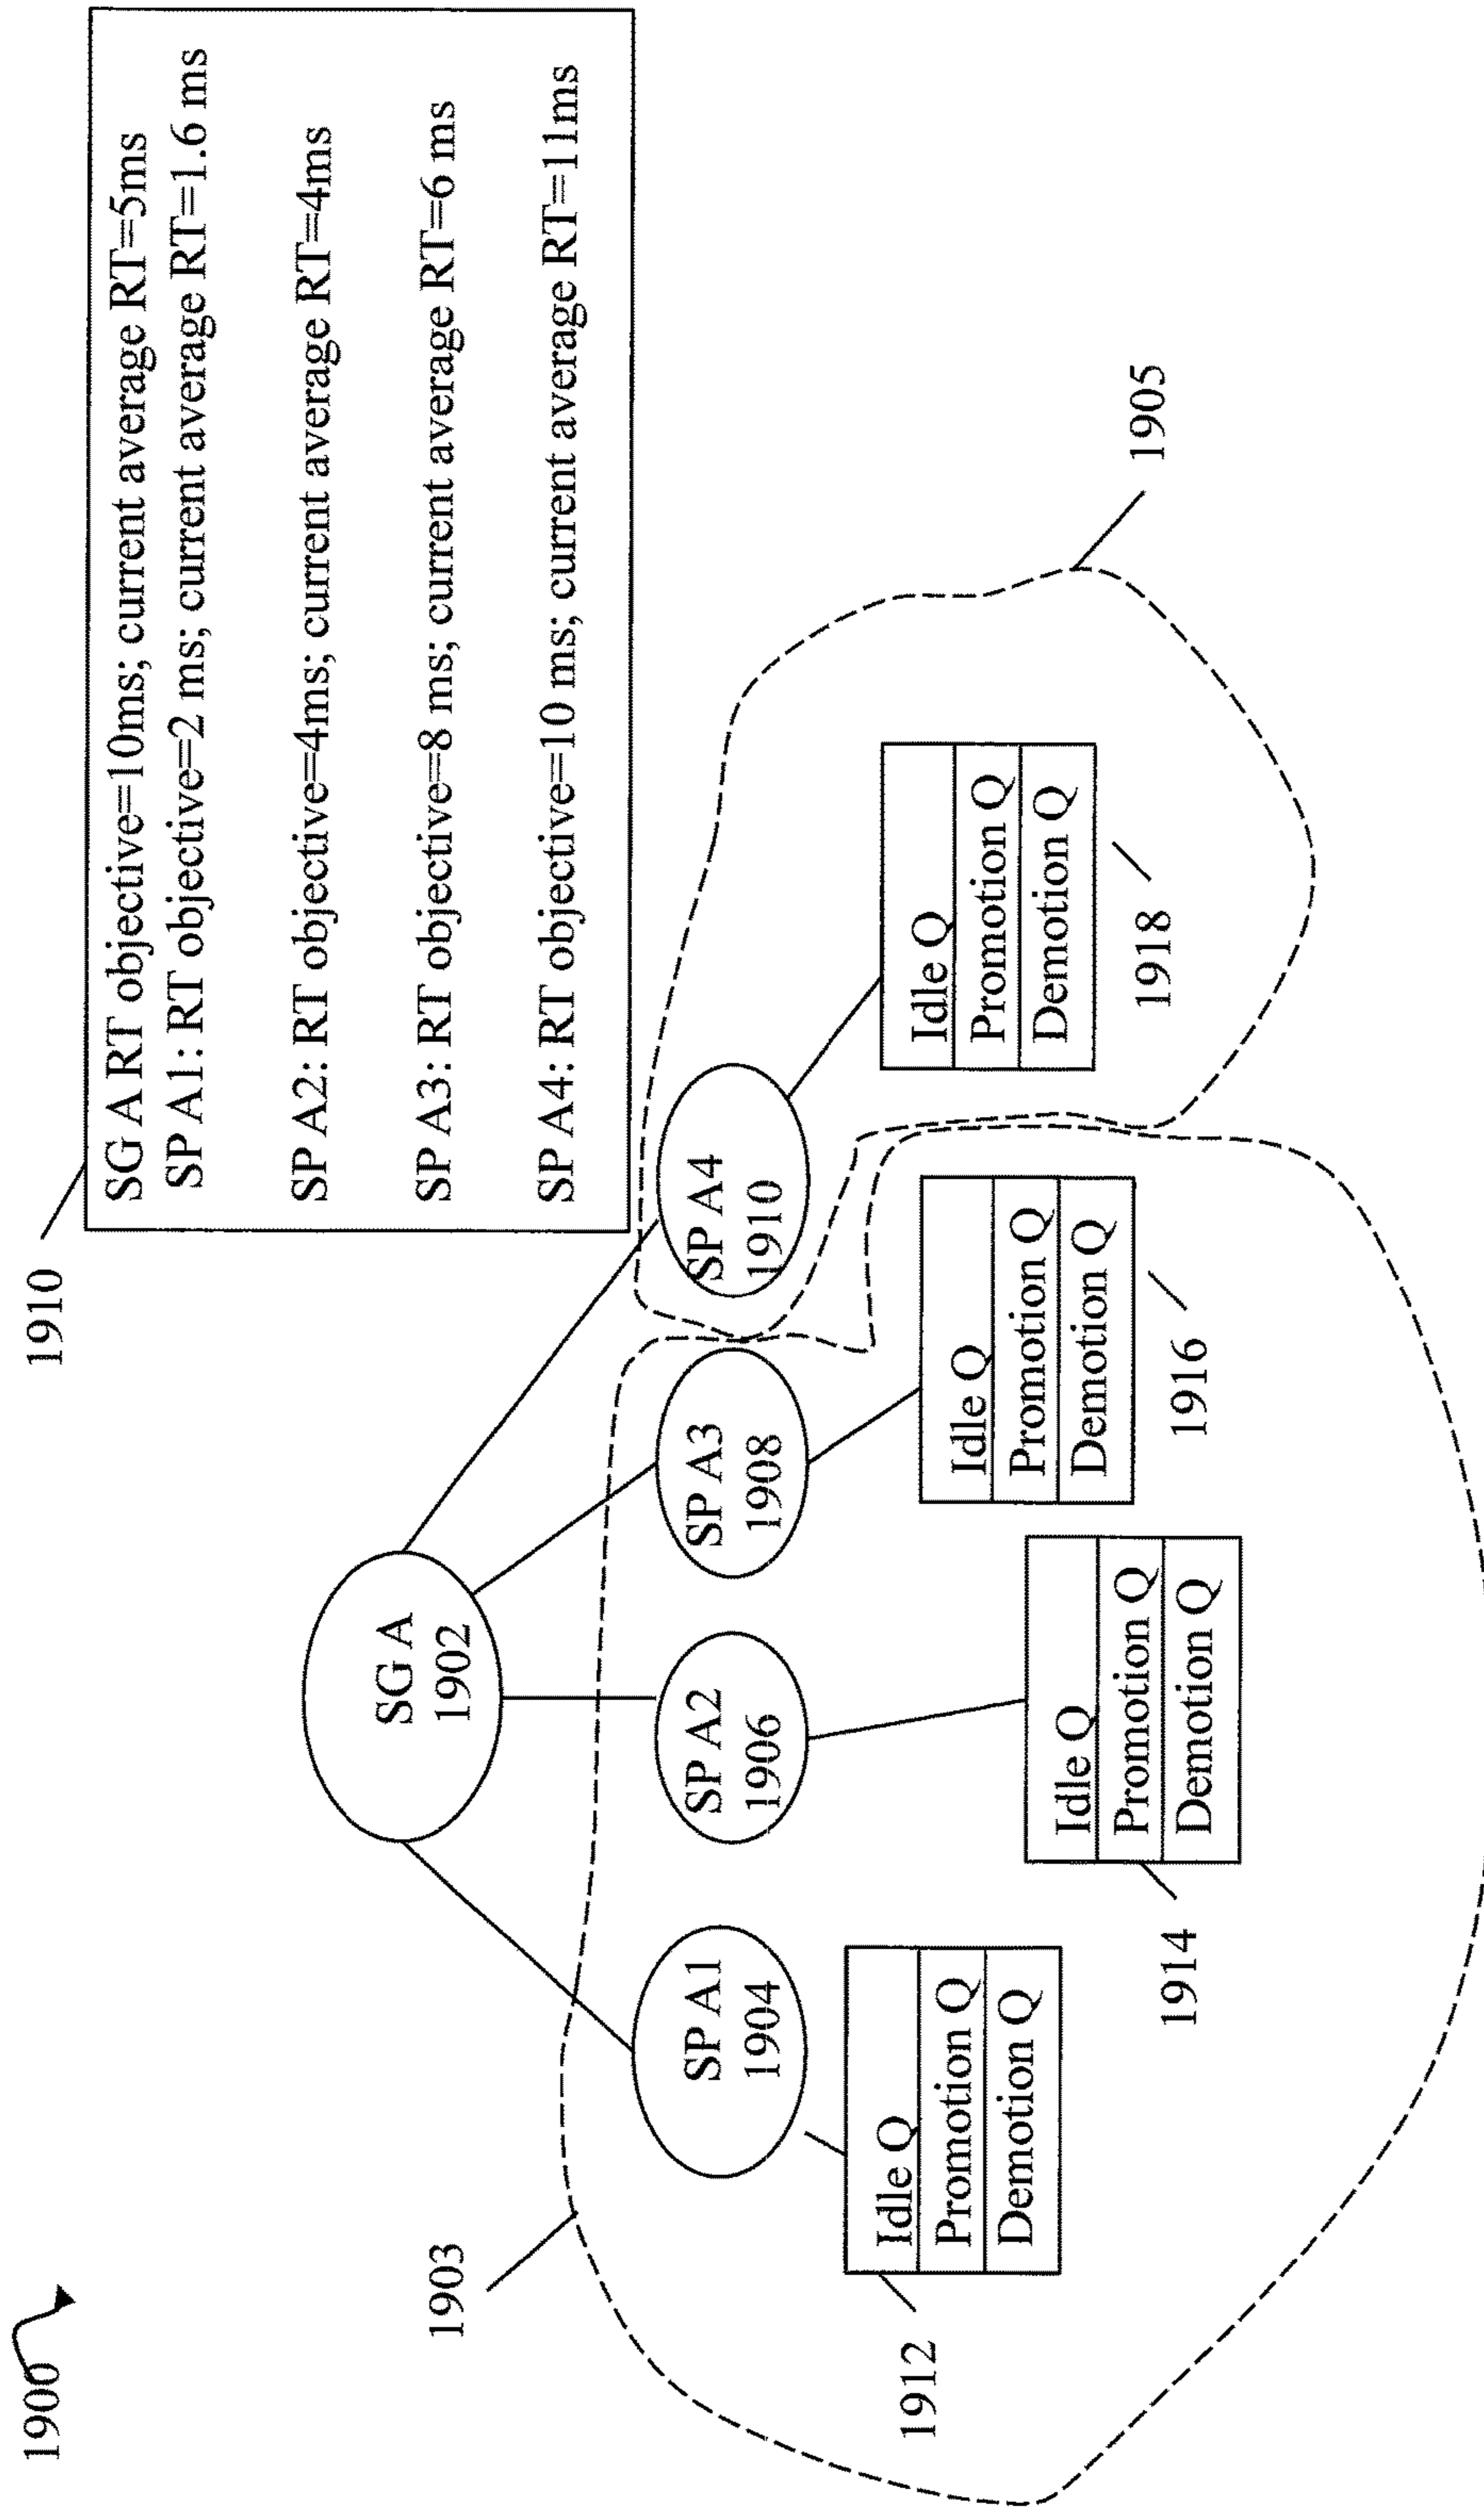 1900
1910
SG A RT objective=10ms; current average RT=5ms
SP A1: RT objective=2 ms; current average RT=1.6 ms
SP A2: RT objective=4ms; current average RT=4ms
SP A3: RT objective=8 ms; current average RT=6 ms
SP A4: RT objective=10 ms; current average RT=11ms
SG A
1902
1903
SP A1
1904
SP A2
1906
SP A3
1908
SP A4
1910
1905
Idle Q
Promotion Q
Demotion Q
1912
Idle Q
Promotion Q
Demotion Q
1914
Idle Q
Promotion Q
Demotion Q
1916
Idle Q
Promotion Q
Demotion Q
1918